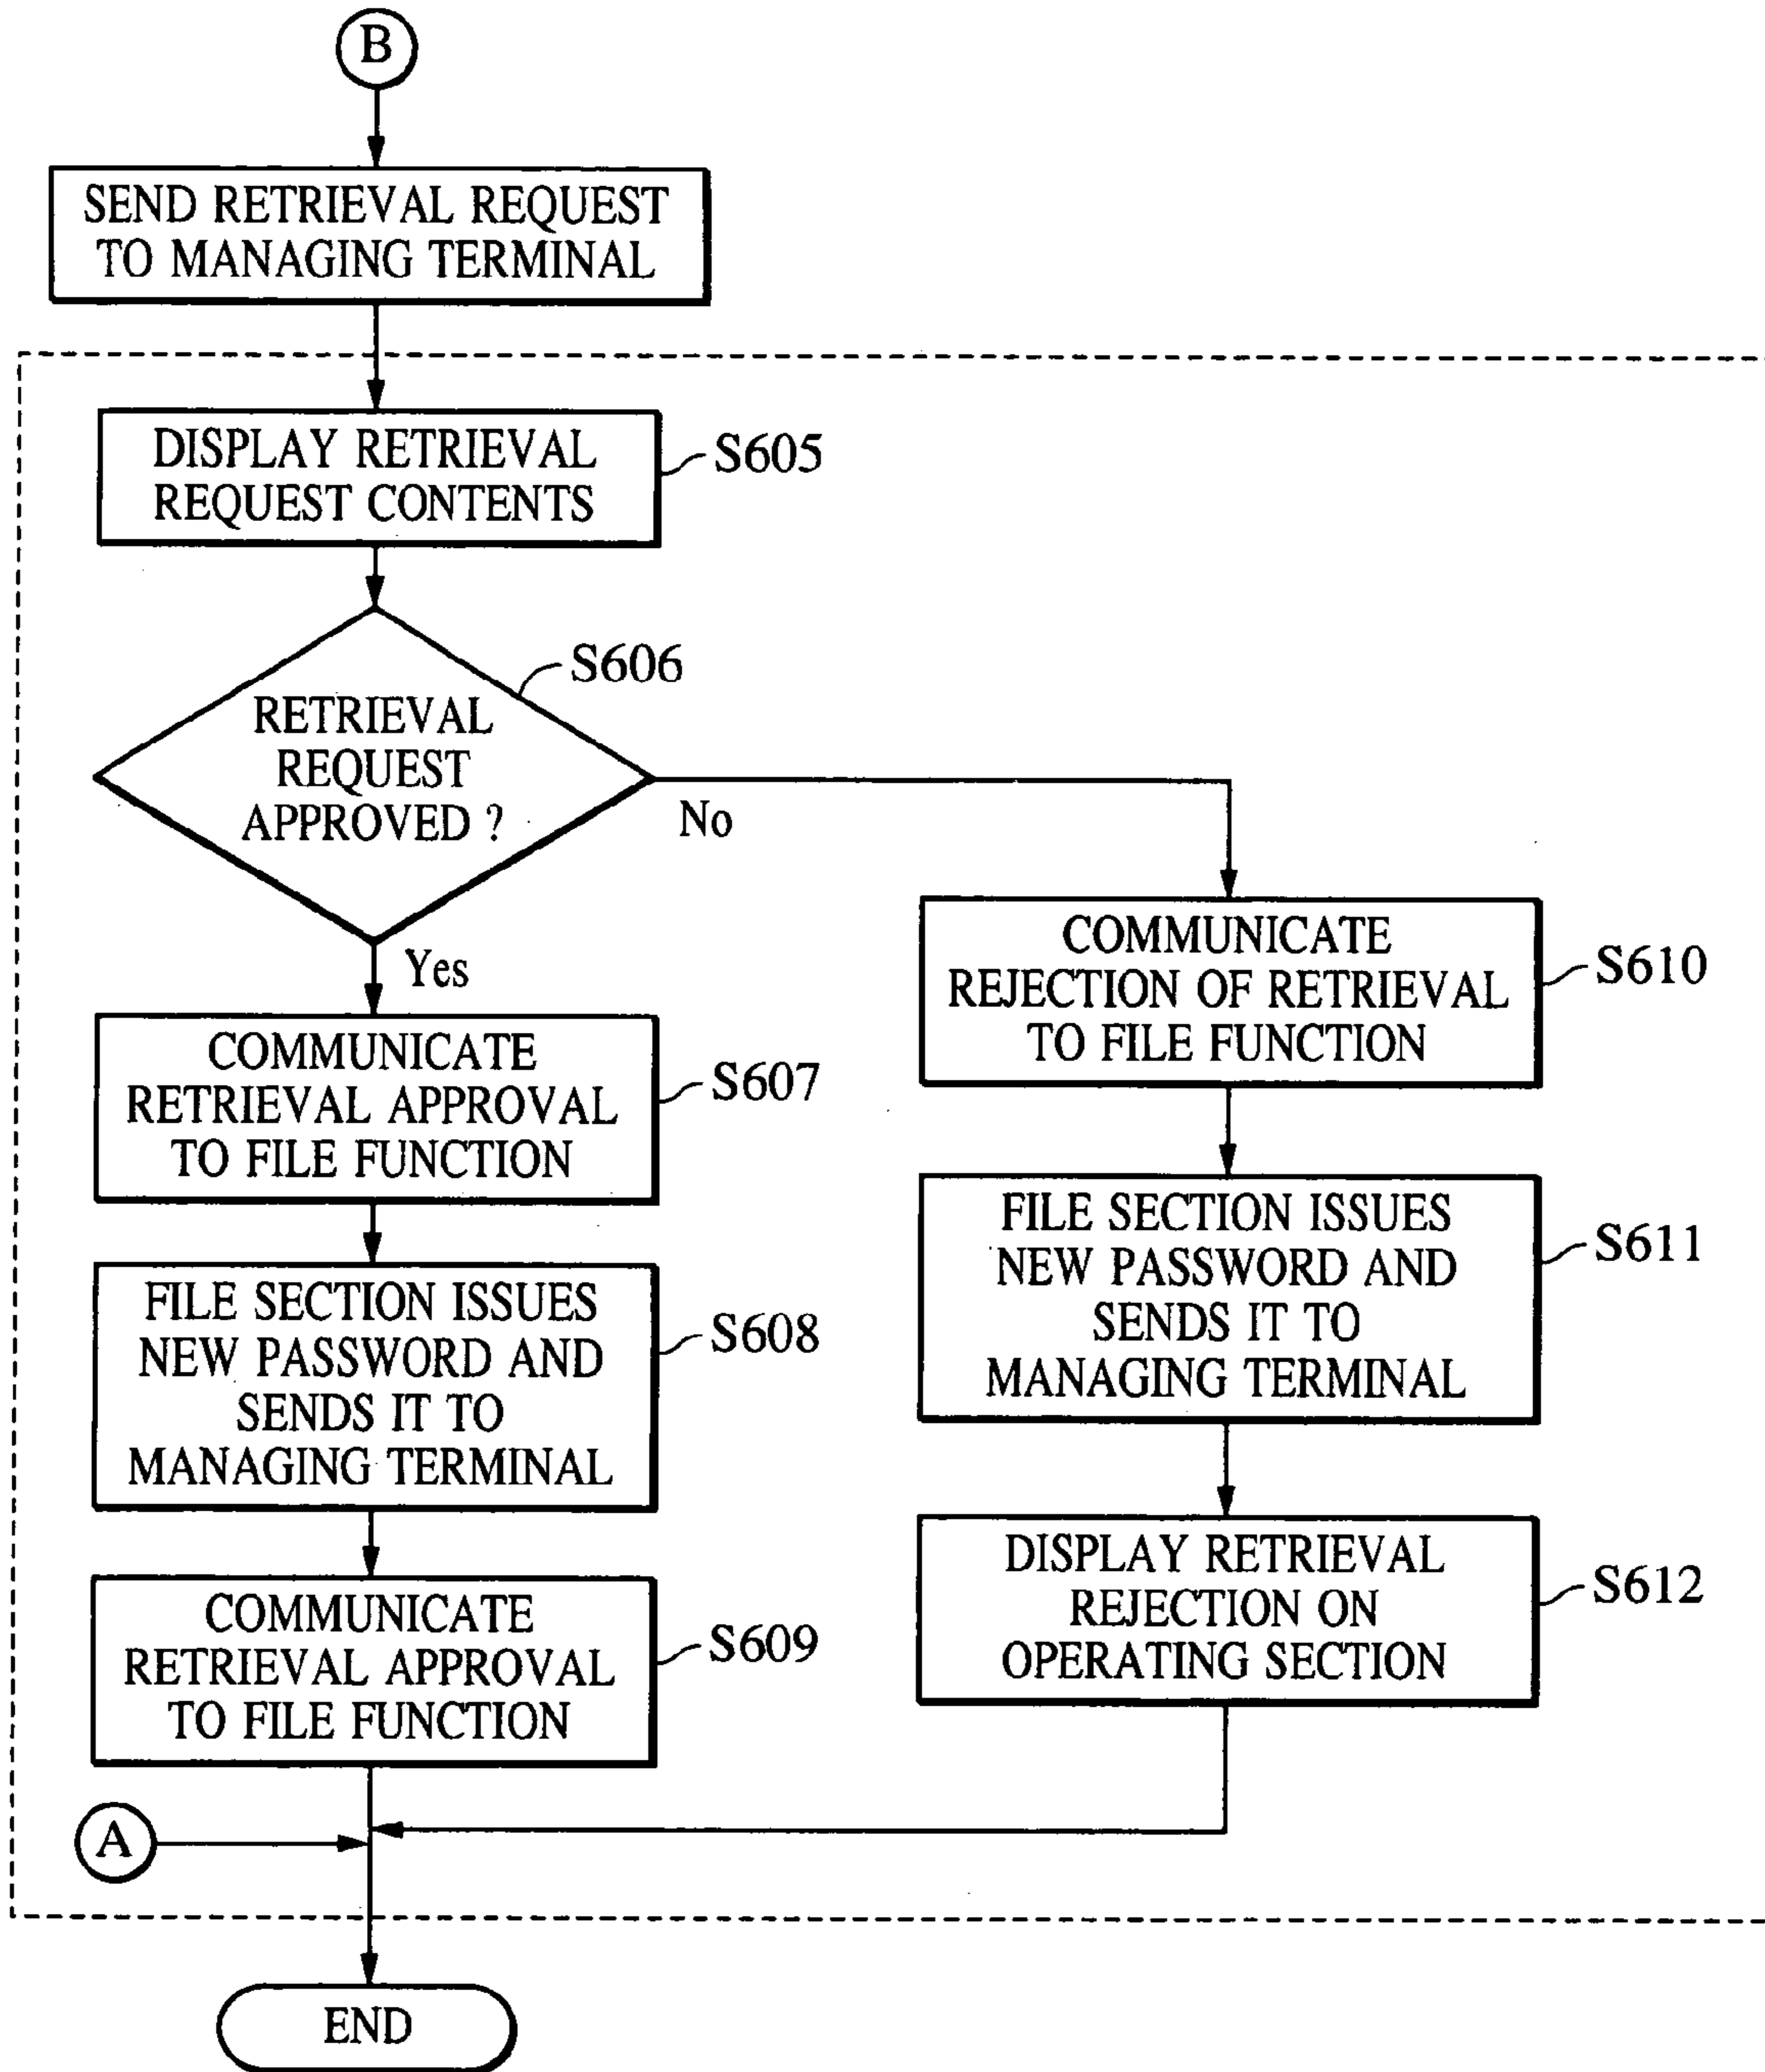 B
SEND RETRIEVAL REQUEST
TO MANAGING TERMINAL
DISPLAY RETRIEVAL
REQUEST CONTENTS
S605
S606
RETRIEVAL
REQUEST
APPROVED ?
No
Yes
COMMUNICATE
RETRIEVAL APPROVAL
TO FILE FUNCTION
S607
FILE SECTION ISSUES
NEW PASSWORD AND
SENDS IT TO
MANAGING TERMINAL
S608
COMMUNICATE
RETRIEVAL APPROVAL
TO FILE FUNCTION
S609
COMMUNICATE
REJECTION OF RETRIEVAL
TO FILE FUNCTION
S610
FILE SECTION ISSUES
NEW PASSWORD AND
SENDS IT TO
MANAGING TERMINAL
S611
DISPLAY RETRIEVAL
REJECTION ON
OPERATING SECTION
S612
A
END